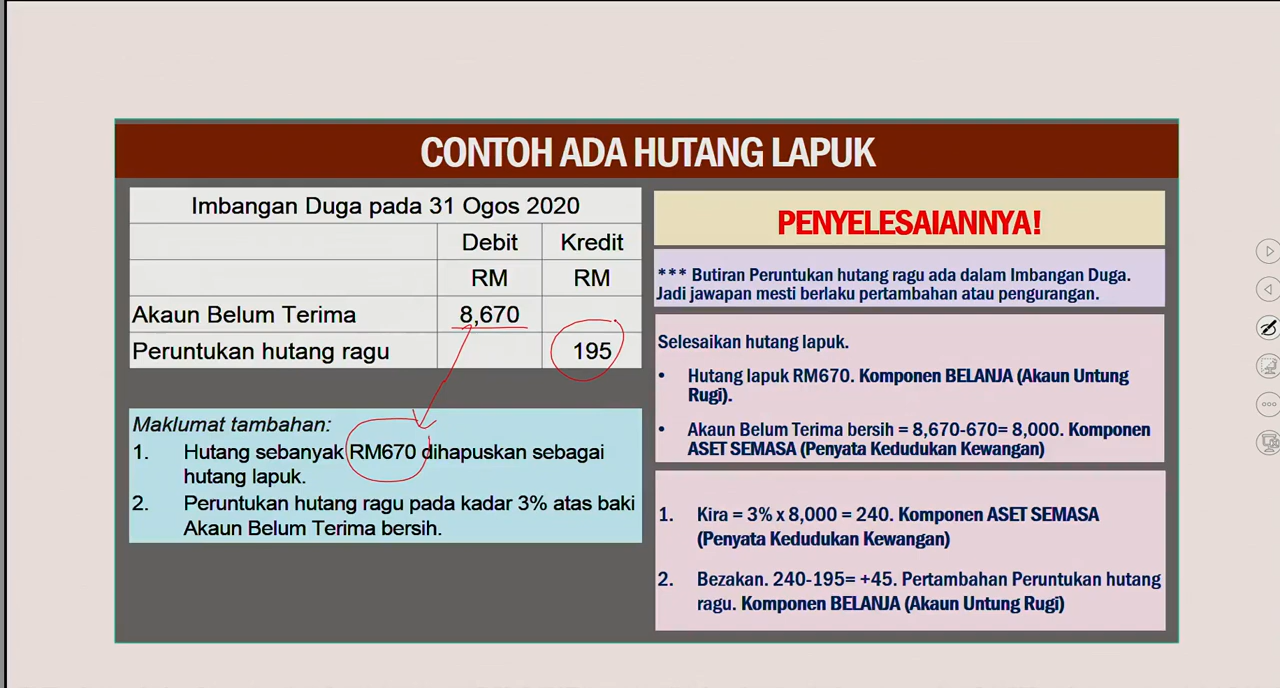 CONTOH ADA HUTANG LAPUK
Imbangan Duga pada 31 Ogos 2020
Debit Kredit
RM RM
Akaun Belum Terima 8,670
Peruntukan hutang ragu 195
Maklumat tambahan:
1. Hutang sebanyak RM670 dihapuskan sebagai
hutang lapuk.
2. Peruntukan hutang ragu pada kadar 3% atas baki
Akaun Belum Terima bersih.
PENYELESAIANNYA!
*** Butiran Peruntukan hutang ragu ada dalam Imbangan Duga.
Jadi jawapan mesti berlaku pertambahan atau pengurangan.
Selesaikan hutang lapuk.
• Hutang lapuk RM670. Komponen BELANJA (Akaun Untung
Rugi).
• Akaun Belum Terima bersih = 8,670-670= 8,000. Komponen
ASET SEMASA (Penyata Kedudukan Kewangan)
1. Kira = 3% x 8,000 = 240. Komponen ASET SEMASA
(Penyata Kedudukan Kewangan)
2. Bezakan. 240-195= +45. Pertambahan Peruntukan hutang
ragu. Komponen BELANJA (Akaun Untung Rugi)